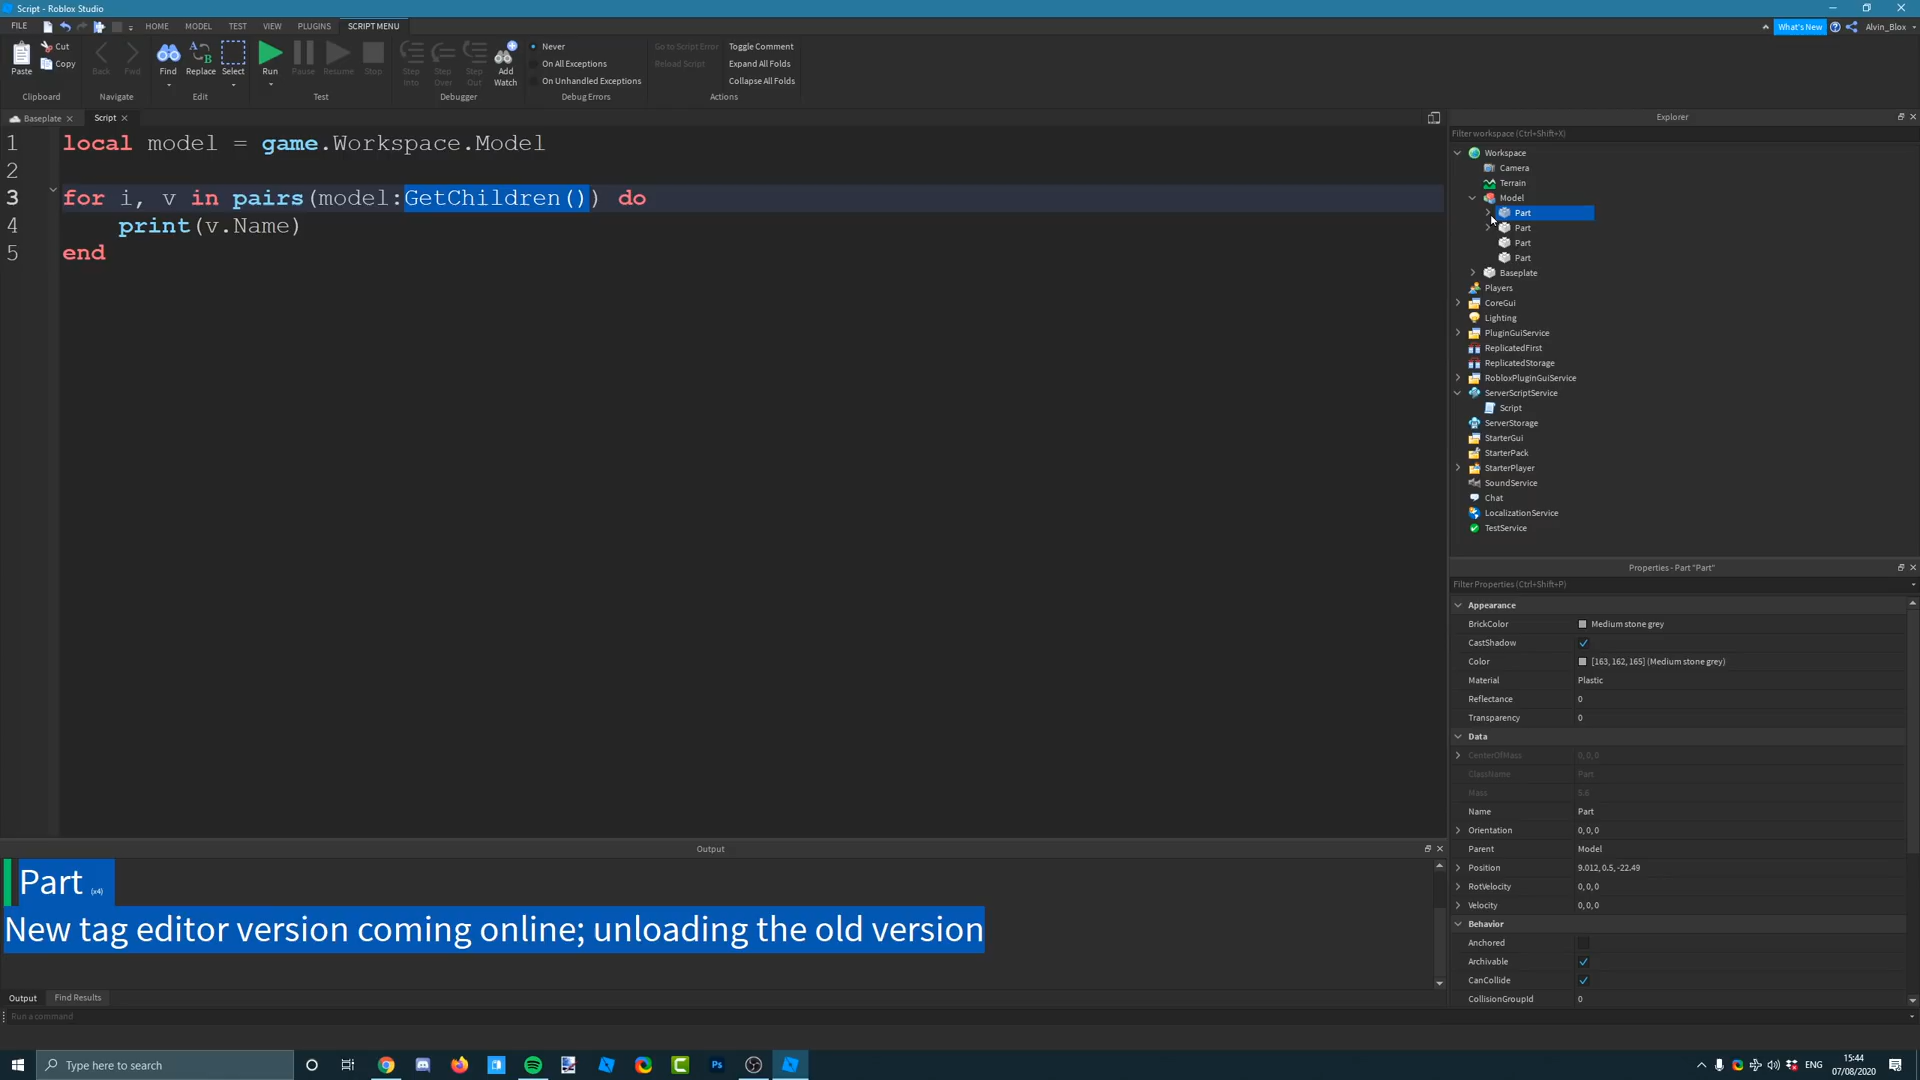 Script - Roblox Studio
FILE
HOME
MODEL
TEST
VIEW
PLUGINS
SCRIPT MENU
What's New
Alvin_Blox
Paste
Cut
Copy
Clipboard
Back
Fwd
Navigate
Find
Replace
Select
Edit
Run
Pause
Resume
Stop
Test
Step Into
Step Over
Step Out
Add Watch
Debugger
Never
On All Exceptions
On Unhandled Exceptions
Debug Errors
Go to Script Error
Reload Script
Toggle Comment
Expand All Folds
Collapse All Folds
Actions
Baseplate
Script
1 local model = game.Workspace.Model
2
3 for i, v in pairs(model:GetChildren()) do
4 print(v.Name)
5 end
Explorer
Filter workspace (Ctrl+Shift+X)
Workspace
Camera
Terrain
Model
Part
Part
Part
Part
Baseplate
Players
CoreGui
Lighting
PluginGuiService
ReplicatedFirst
ReplicatedStorage
RobloxPluginGuiService
ServerScriptService
Script
ServerStorage
StarterGui
StarterPack
StarterPlayer
SoundService
Chat
LocalizationService
TestService
Properties - Part "Part"
Filter Properties (Ctrl+Shift+P)
Appearance
BrickColor Medium stone grey
CastShadow
Color [163, 162, 165] (Medium stone grey)
Material Plastic
Reflectance 0
Transparency 0
Data
CenterOfMass 0, 0, 0
ClassName Part
Mass 5.6
Name Part
Orientation 0, 0, 0
Parent Model
Position 9.012, 0.5, -22.49
RotVelocity 0, 0, 0
Velocity 0, 0, 0
Behavior
Anchored
Archivable
CanCollide
CollisionGroupId 0
Output
Part (x4)
New tag editor version coming online; unloading the old version
Output
Find Results
Run a command
Type here to search
ENG
15:44
07/08/2020